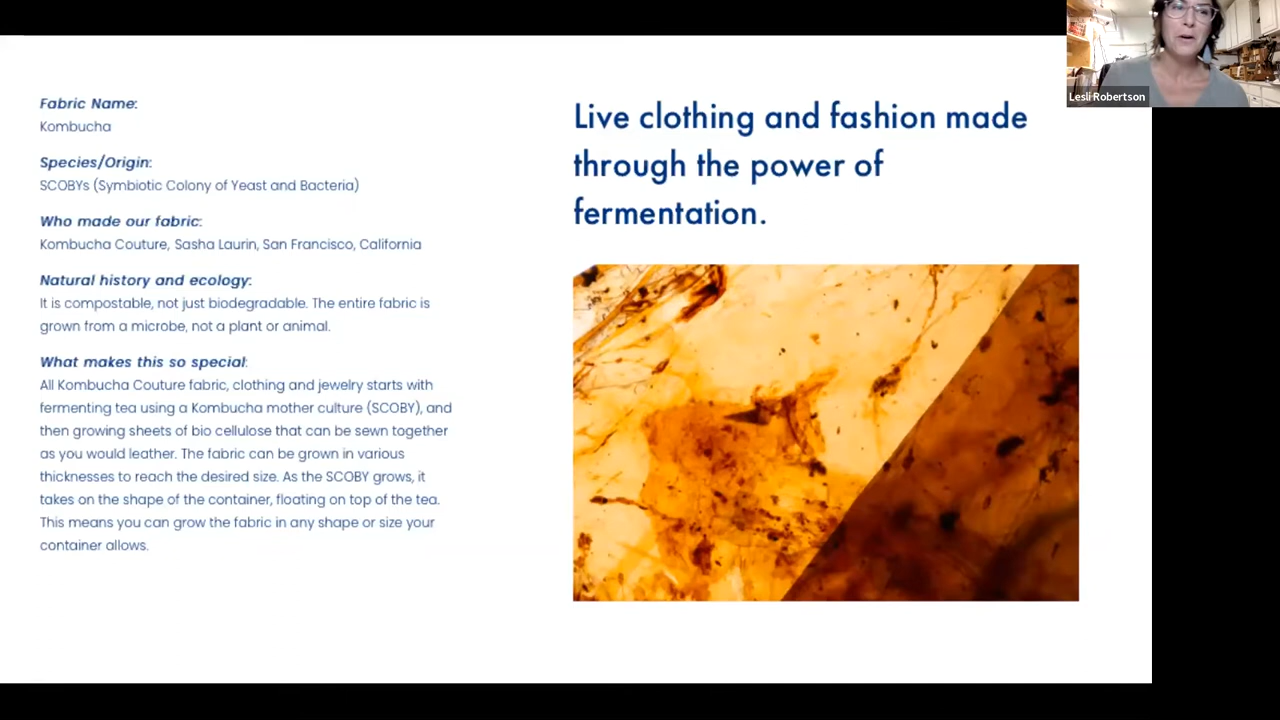 Fabric Name:
Kombucha
Species/Origin:
SCOBYs (Symbiotic Colony of Yeast and Bacteria)
Who made our fabric:
Kombucha Couture, Sasha Laurin, San Francisco, California
Natural history and ecology:
It is compostable, not just biodegradable. The entire fabric is
grown from a microbe, not a plant or animal.
What makes this so special:
All Kombucha Couture fabric, clothing and jewelry starts with
fermenting tea using a Kombucha mother culture (SCOBY), and
then growing sheets of bio cellulose that can be sewn together
as you would leather. The fabric can be grown in various
thicknesses to reach the desired size. As the SCOBY grows, it
takes on the shape of the container, floating on top of the tea.
This means you can grow the fabric in any shape or size your
container allows.
Live clothing and fashion made
through the power of
fermentation.
Lesli Robertson